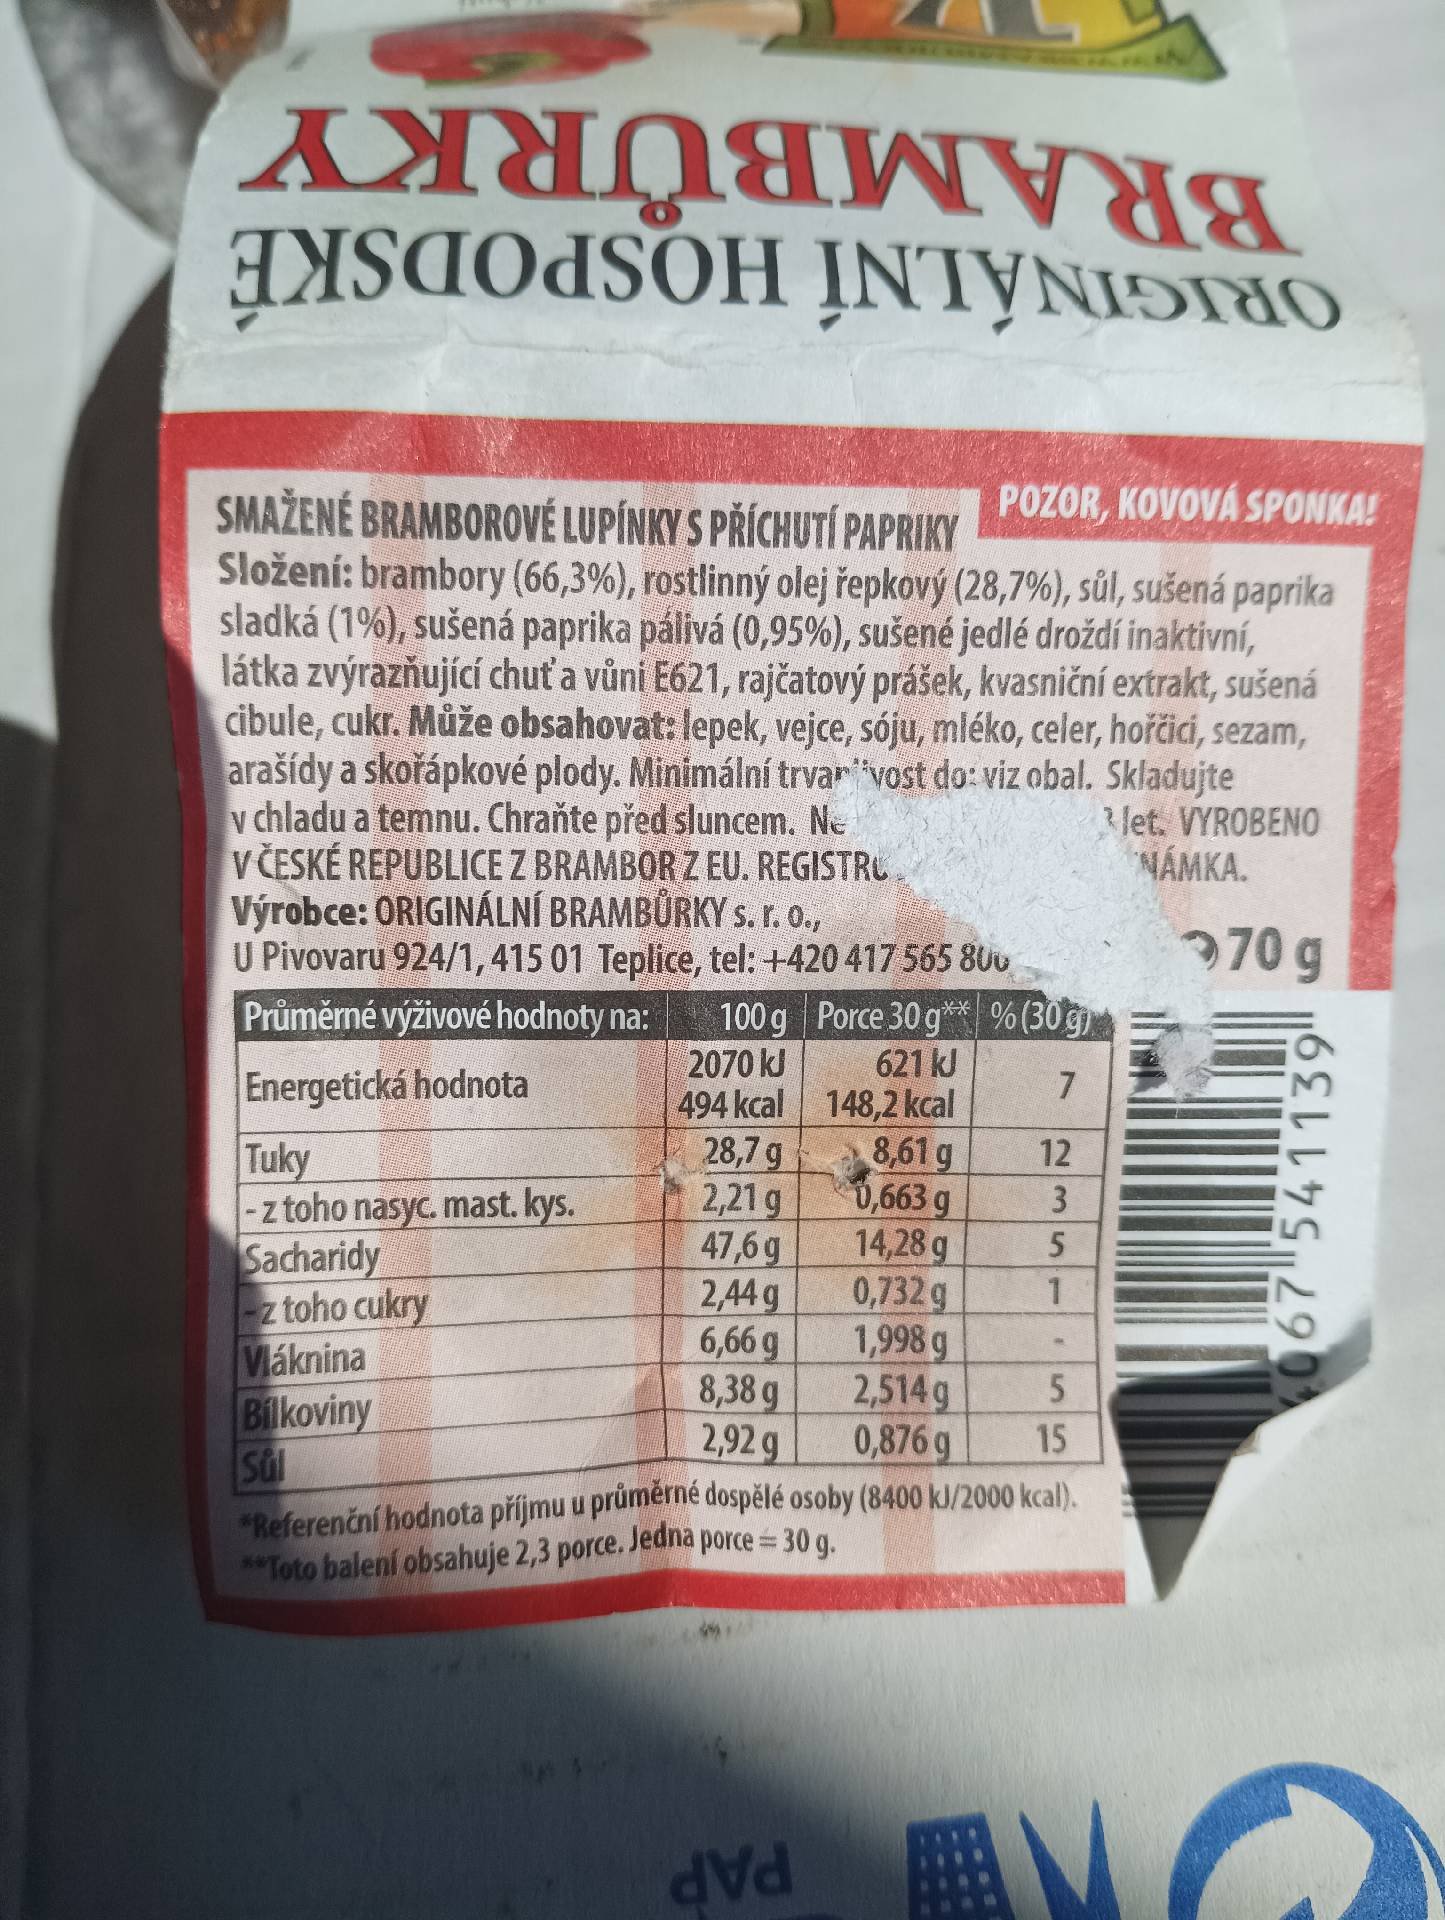 BRAMBŮRKY
ORIGINÁLNÍ HOSPODSKÉ
POZOR, KOVOVÁ SPONKA!
SMAŽENÉ BRAMBOROVÉ LUPÍNKY S PŘÍCHUTÍ PAPRIKY
Složení: brambory (66,3%), rostlinný olej řepkový (28,7%), sůl, sušená paprika
sladká (1%), sušená paprika pálivá (0,95%), sušené jedlé droždí inaktivní,
látka zvýrazňující chuť a vůni E621, rajčatový prášek, kvasniční extrakt, sušená
cibule, cukr. Může obsahovat: lepek, vejce, sóju, mléko, celer, hořčici, sezam,
arašídy a skořápkové plody. Minimální trvanlivost do: viz obal. Skladujte
v chladu a temnu. Chraňte před sluncem. let. VYROBENO
V ČESKÉ REPUBLICE Z BRAMBOR Z EU.
Výrobce: ORIGINÁLNÍ BRAMBŮRKY s. r. o.,
U Pivovaru 924/1, 415 01 Teplice, tel: +420 417 565
70 g
Průměrné výživové hodnoty na: 100 g Porce 30 g** % (30 g)
Energetická hodnota 2070 kJ 621 kJ 7
494 kcal 148,2 kcal
Tuky 28,7 g 8,61 g 12
- z toho nasyc. mast. kys. 2,21 g 0,663 g 3
Sacharidy 47,6 g 14,28 g 5
- z toho cukry 2,44 g 0,732 g 1
Vláknina 6,66 g 1,998 g -
Bílkoviny 8,38 g 2,514 g 5
Sůl 2,92 g 0,876 g 15
*Referenční hodnota příjmu u průměrné dospělé osoby (8400 kJ/2000 kcal).
**Toto balení obsahuje 2,3 porce. Jedna porce = 30 g.
067 541139
PAP